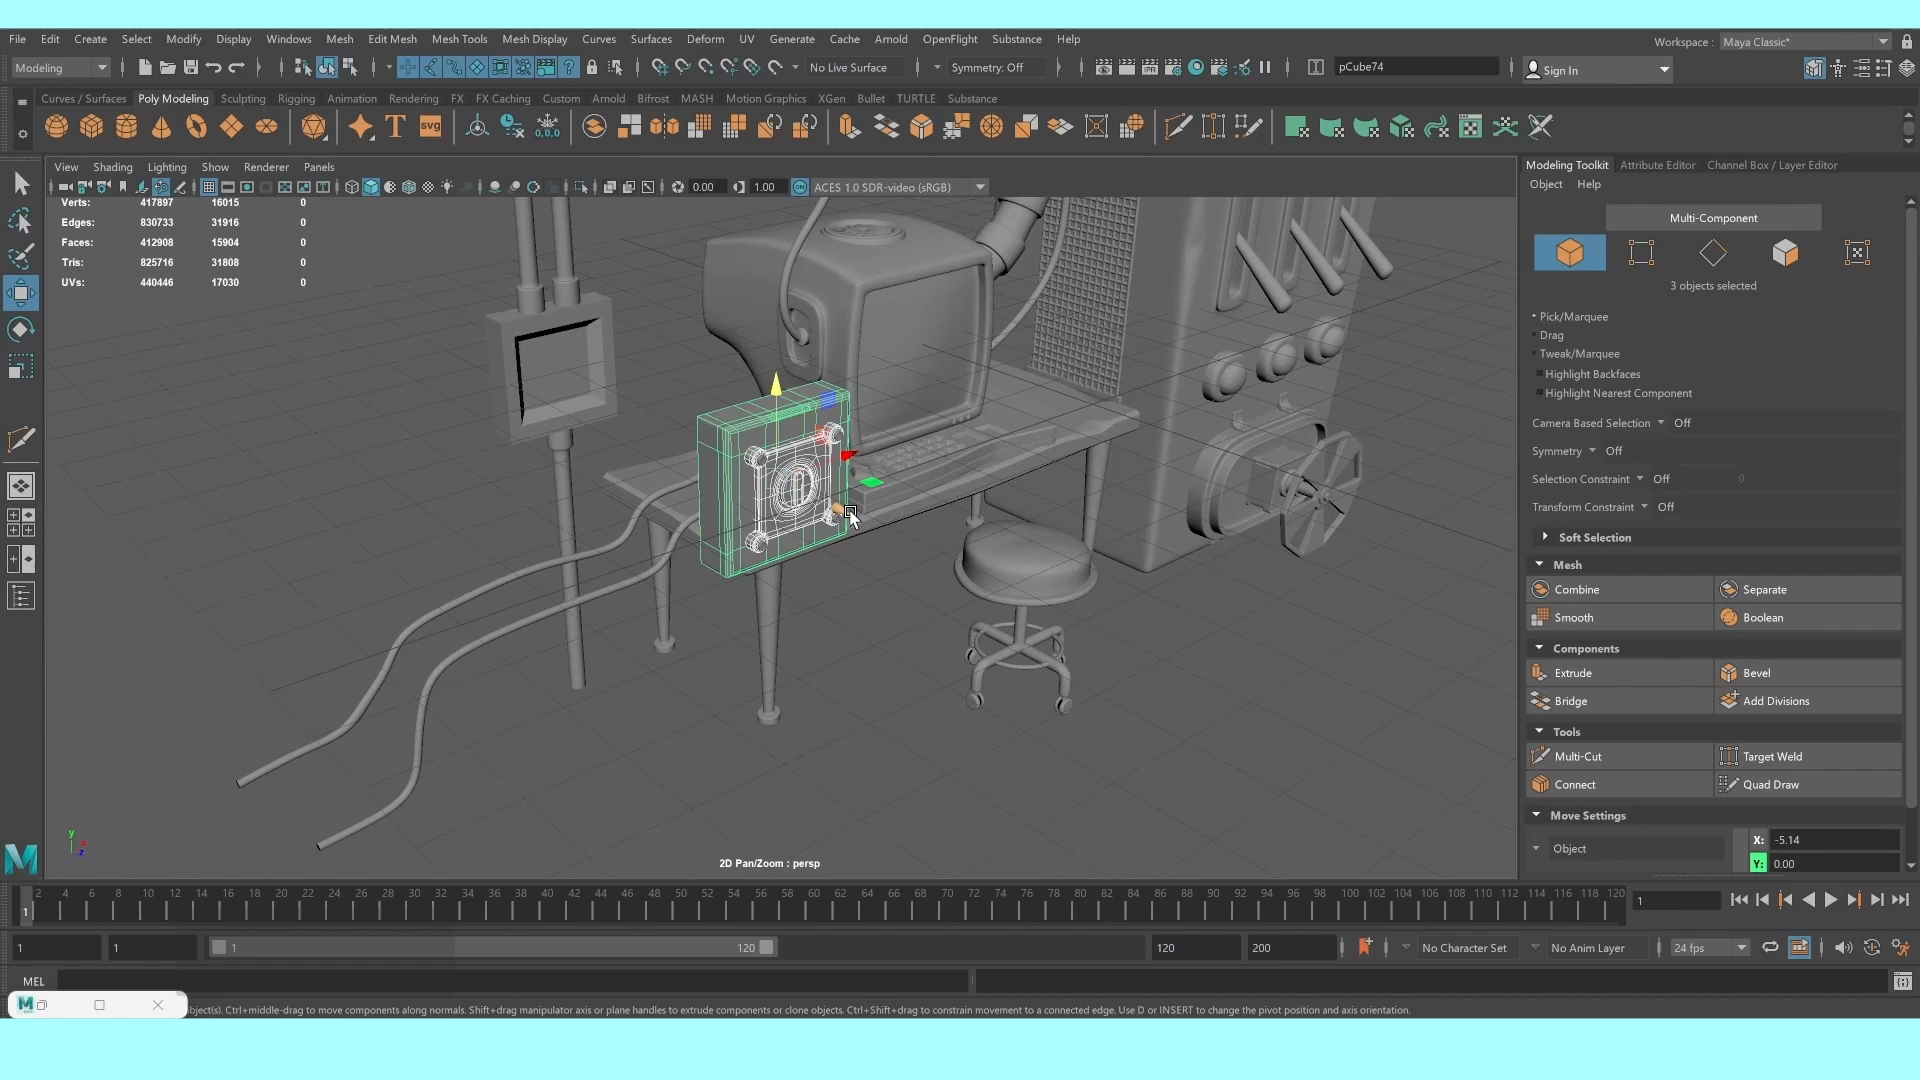 File Edit Create Select Modify Display Windows Mesh Edit Mesh Mesh Tools Mesh Display Curves Surfaces Deform UV Generate Cache Arnold OpenFlight Substance Help
Workspace : Maya Classic*
Modeling No Live Surface Symmetry: Off pCube74 Sign In
Curves / Surfaces Poly Modeling Sculpting Rigging Animation Rendering FX FX Caching Custom Arnold Bifrost MASH Motion Graphics XGen Bullet TURTLE Substance
T svg 0,0,0
View Shading Lighting Show Renderer Panels
0.00 1.00 ON ACES 1.0 SDR-video (sRGB)
Verts: 417897 16015 0
Edges: 830733 31916 0
Faces: 412908 15904 0
Tris: 825716 31808 0
UVs: 440446 17030 0
y
z
2D Pan/Zoom : persp
Modeling Toolkit Attribute Editor Channel Box / Layer Editor
Object Help
Multi-Component
3 objects selected
Pick/Marquee
Drag
Tweak/Marquee
Highlight Backfaces
Highlight Nearest Component
Camera Based Selection Off
Symmetry Off
Selection Constraint Off 0
Transform Constraint Off
Soft Selection
Mesh
Combine Separate
Smooth Boolean
Components
Extrude Bevel
Bridge Add Divisions
Tools
Multi-Cut Target Weld
Connect Quad Draw
Move Settings
Object X: -5.14
Y: 0.00
2 4 6 8 10 12 14 16 18 20 22 24 26 28 30 32 34 36 38 40 42 44 46 48 50 52 54 56 58 60 62 64 66 68 70 72 74 76 78 80 82 84 86 88 90 92 94 96 98 100 102 104 106 108 110 112 114 116 118 120
1 1
1 1 1 120 120 200 No Character Set No Anim Layer 24 fps
MEL
bject(s). Ctrl+middle-drag to move components along normals. Shift+drag manipulator axis or plane handles to extrude components or clone objects. Ctrl+Shift+drag to constrain movement to a connected edge. Use D or INSERT to change the pivot position and axis orientation.